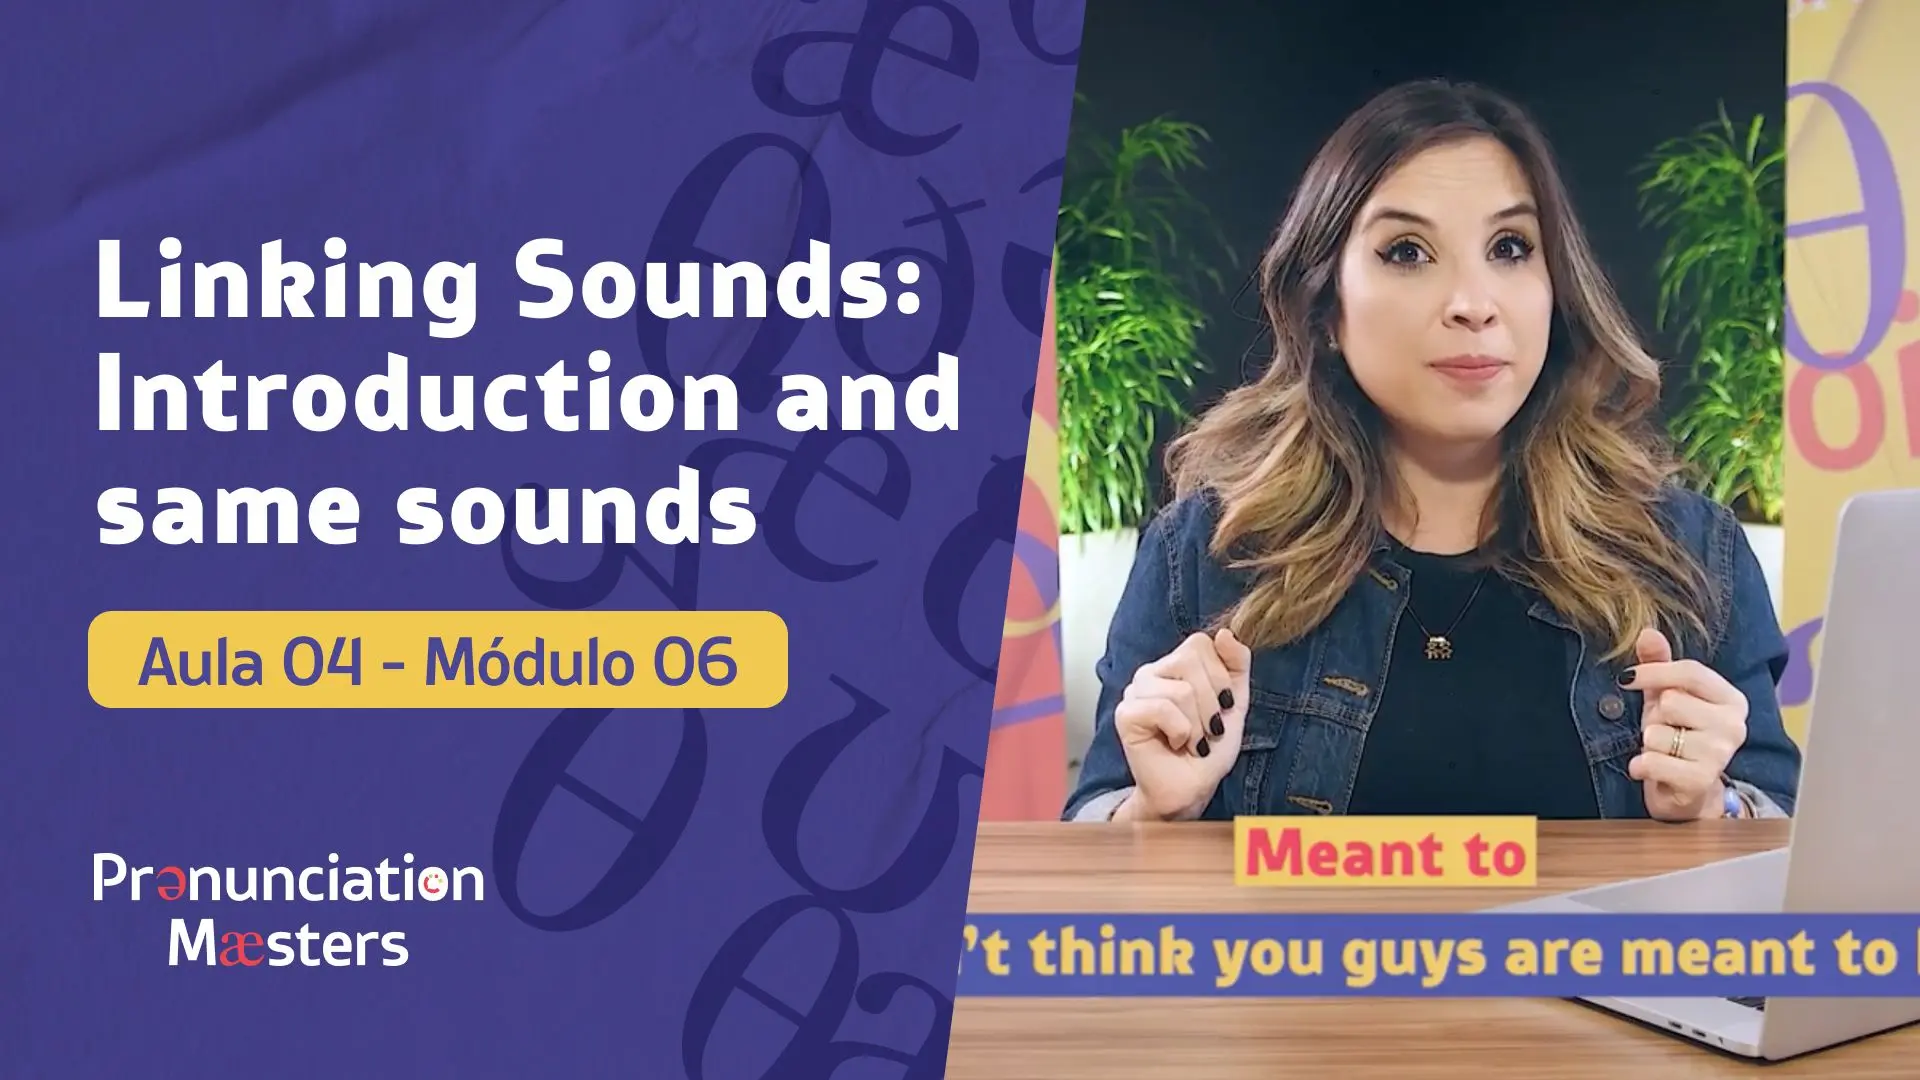 Linking Sounds:
Introduction and
same sounds
Aula 04 - Módulo 06
Prənunciation
Mæsters
Meant to
't think you guys are meant to